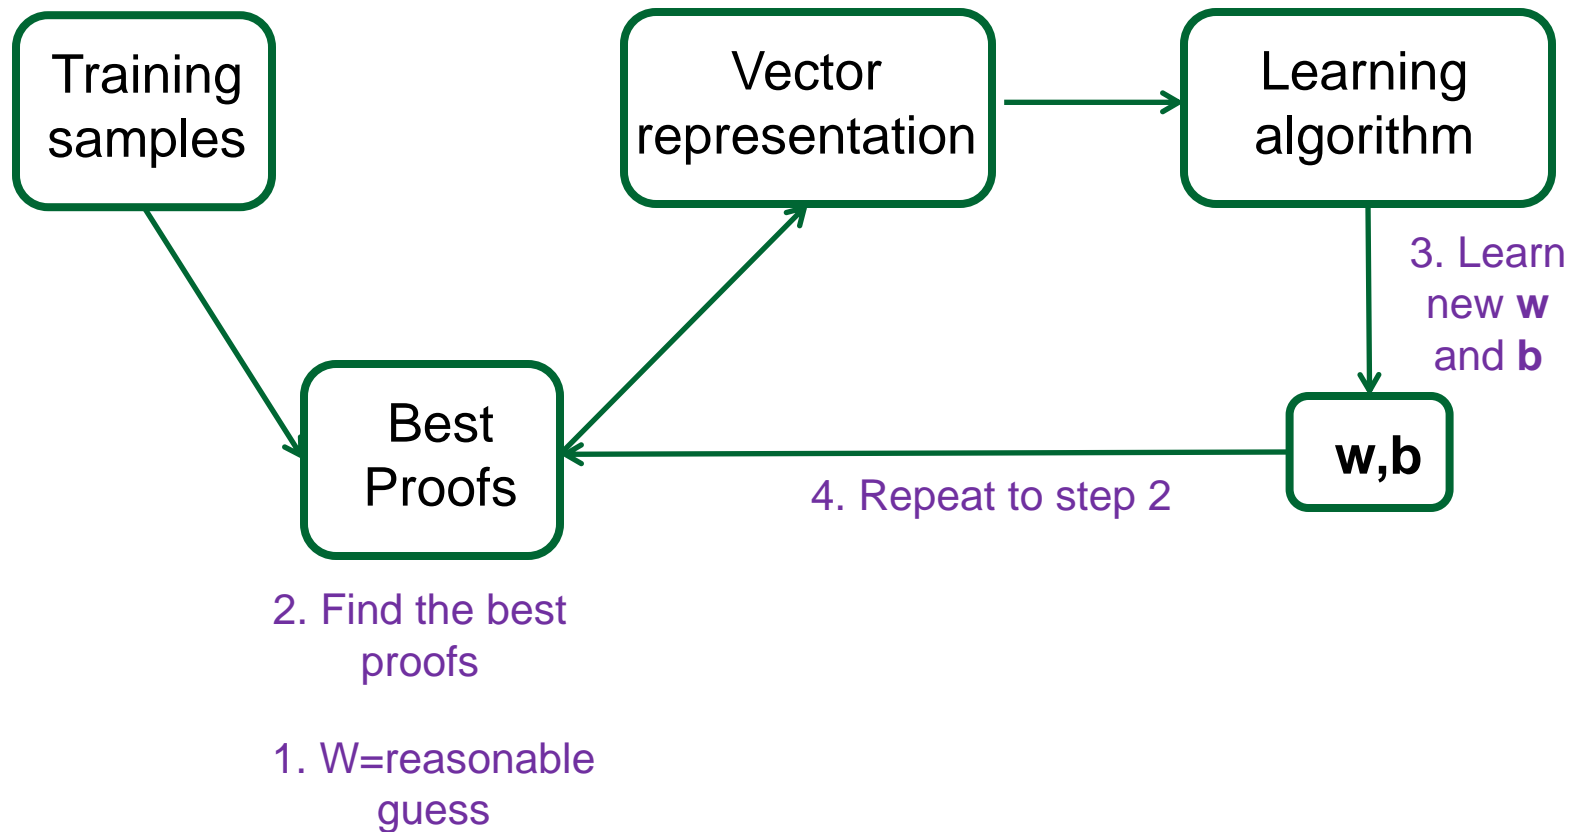 Training
samples
Vector
representation
Learning
algorithm
3. Learn
new w
and b
Best
Proofs
w,b
4. Repeat to step 2
2. Find the best
proofs
1. W=reasonable
guess